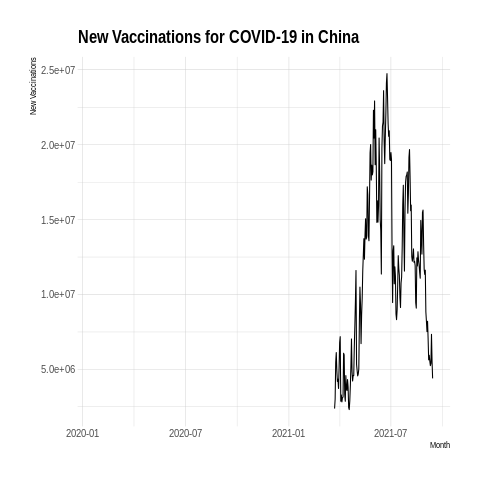 New Vaccinations for COVID-19 in China
New Vaccinations
2.5e+07
2.0e+07
1.5e+07
1.0e+07
5.0e+06
2020-01 2020-07 2021-01 2021-07
Month